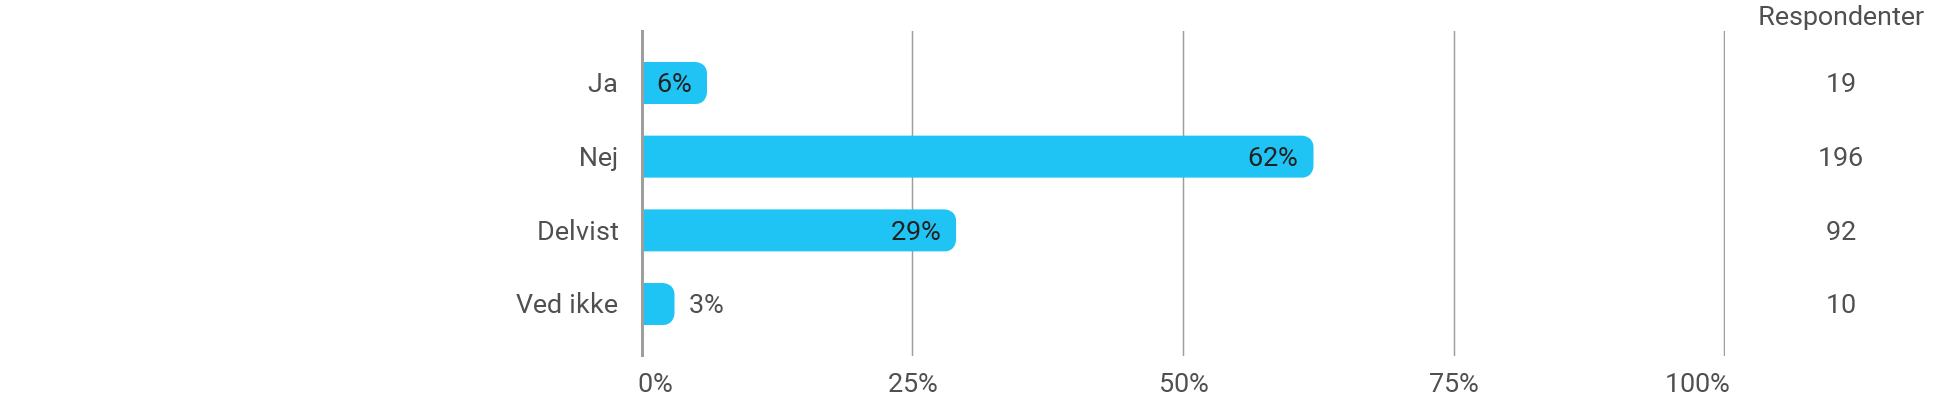 Respondenter
Ja 6% 19
Nej 62% 196
Delvist 29% 92
Ved ikke 3% 10
0% 25% 50% 75% 100%